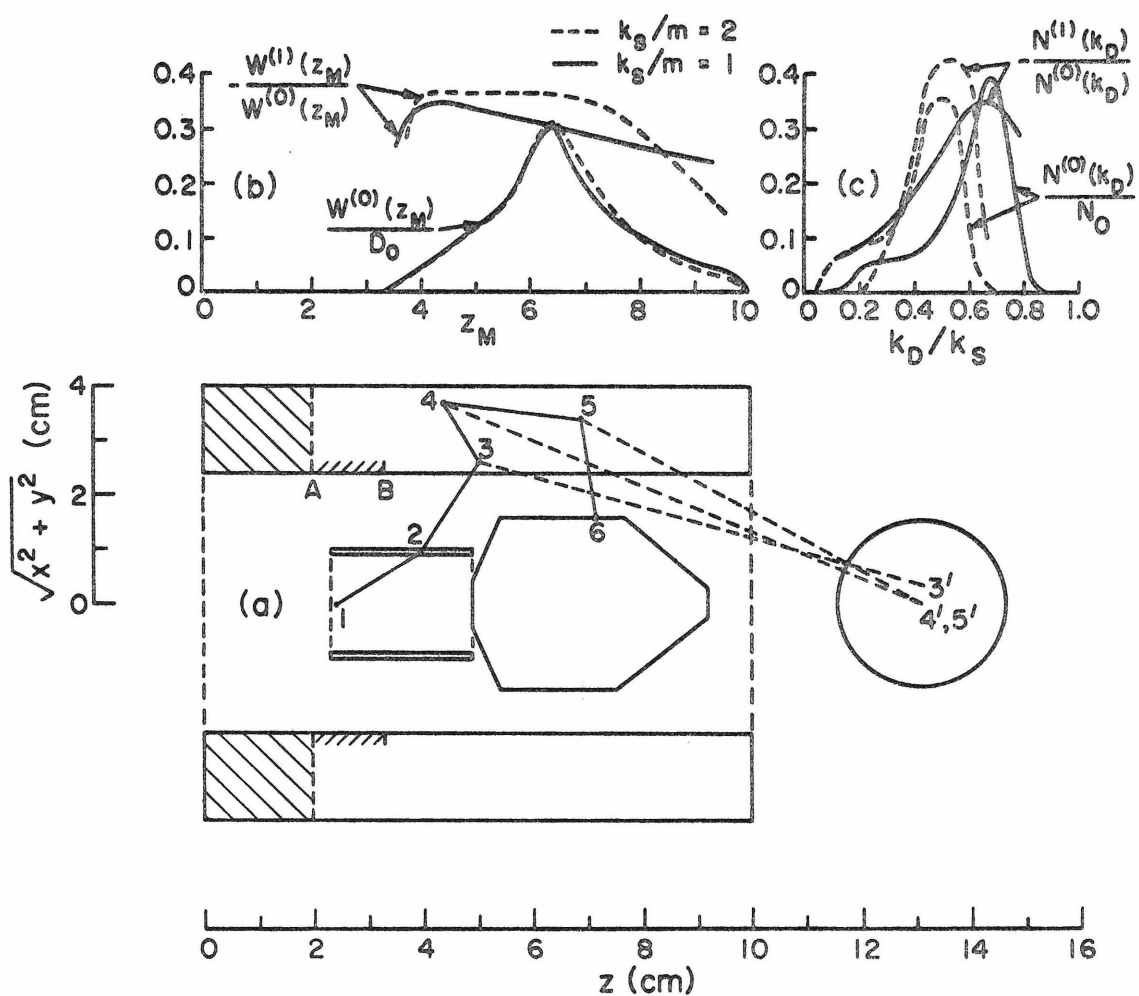 --- k_s/m = 2
— k_s/m = 1
W^(1)(z_M)
W^(0)(z_M)
0.4
0.3
0.2
0.1
0
(b)
W^(0)(z_M)
D_0
0 2 4 6 8 10
z_M
0.4
0.3
0.2
0.1
0
(c)
N^(1)(k_D)
N^(0)(k_D)
N^(0)(k_D)
N_0
0.2 0.4 0.6 0.8 1.0
k_D/k_S
√x² + y² (cm)
4
2
0
4
5
3
A B
2
6
(a)
1
3'
4',5'
0 2 4 6 8 10 12 14 16
z (cm)